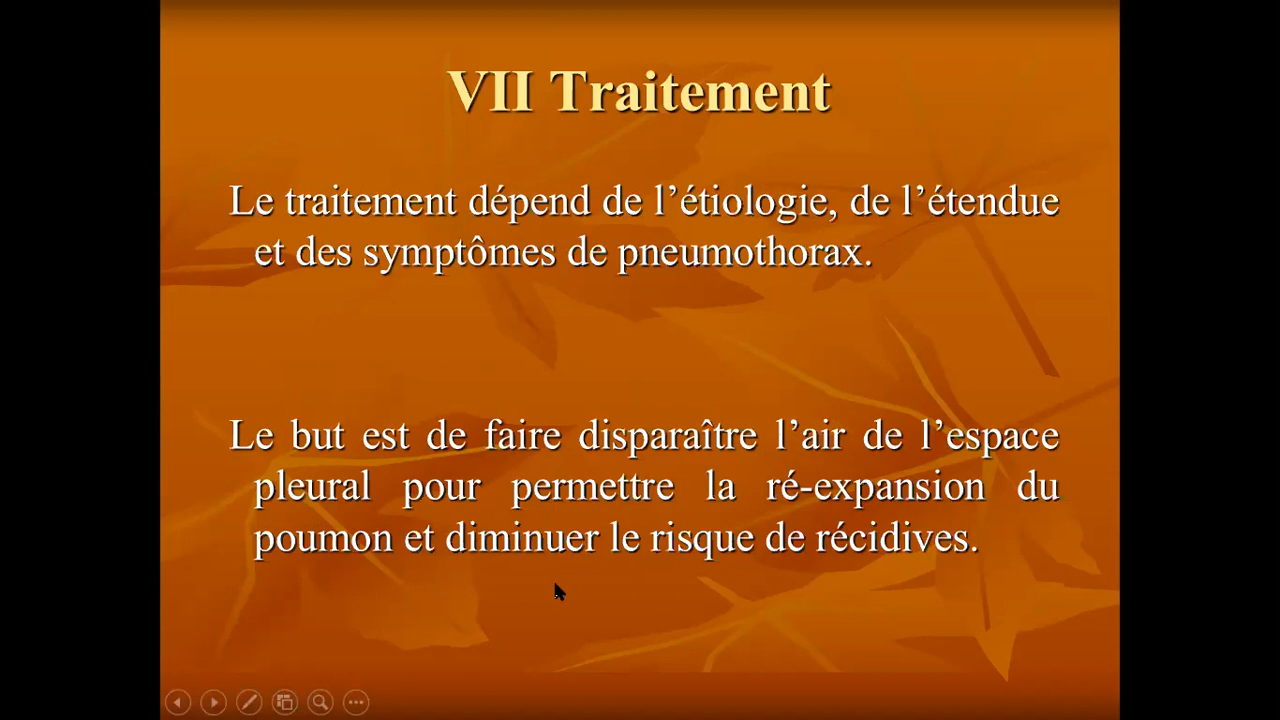 VII Traitement
Le traitement dépend de l’étiologie, de l’étendue
et des symptômes de pneumothorax.
Le but est de faire disparaître l’air de l’espace
pleural pour permettre la ré-expansion du
poumon et diminuer le risque de récidives.